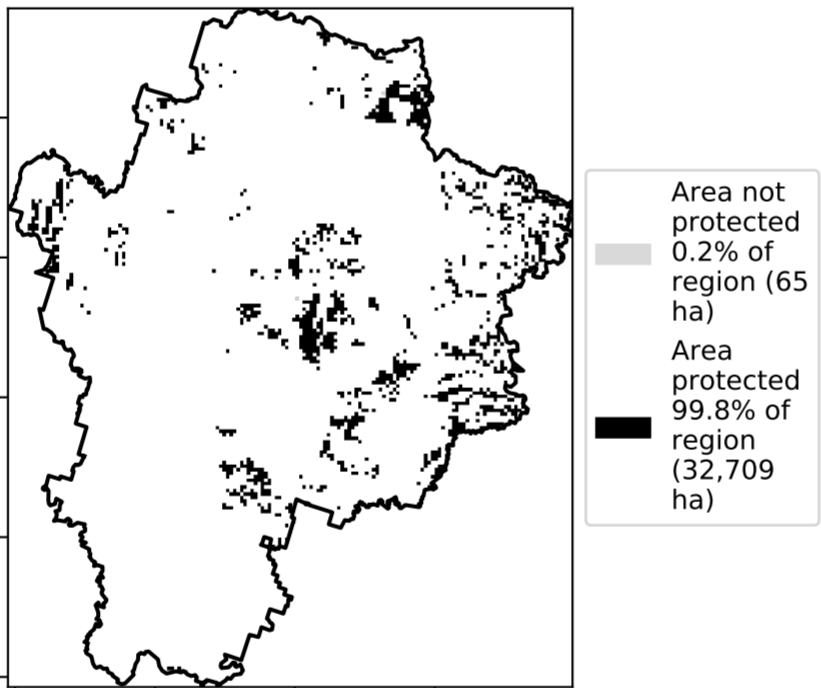 Area not
protected
0.2% of
region (65
ha)
Area
protected
99.8% of
region
(32,709
ha)